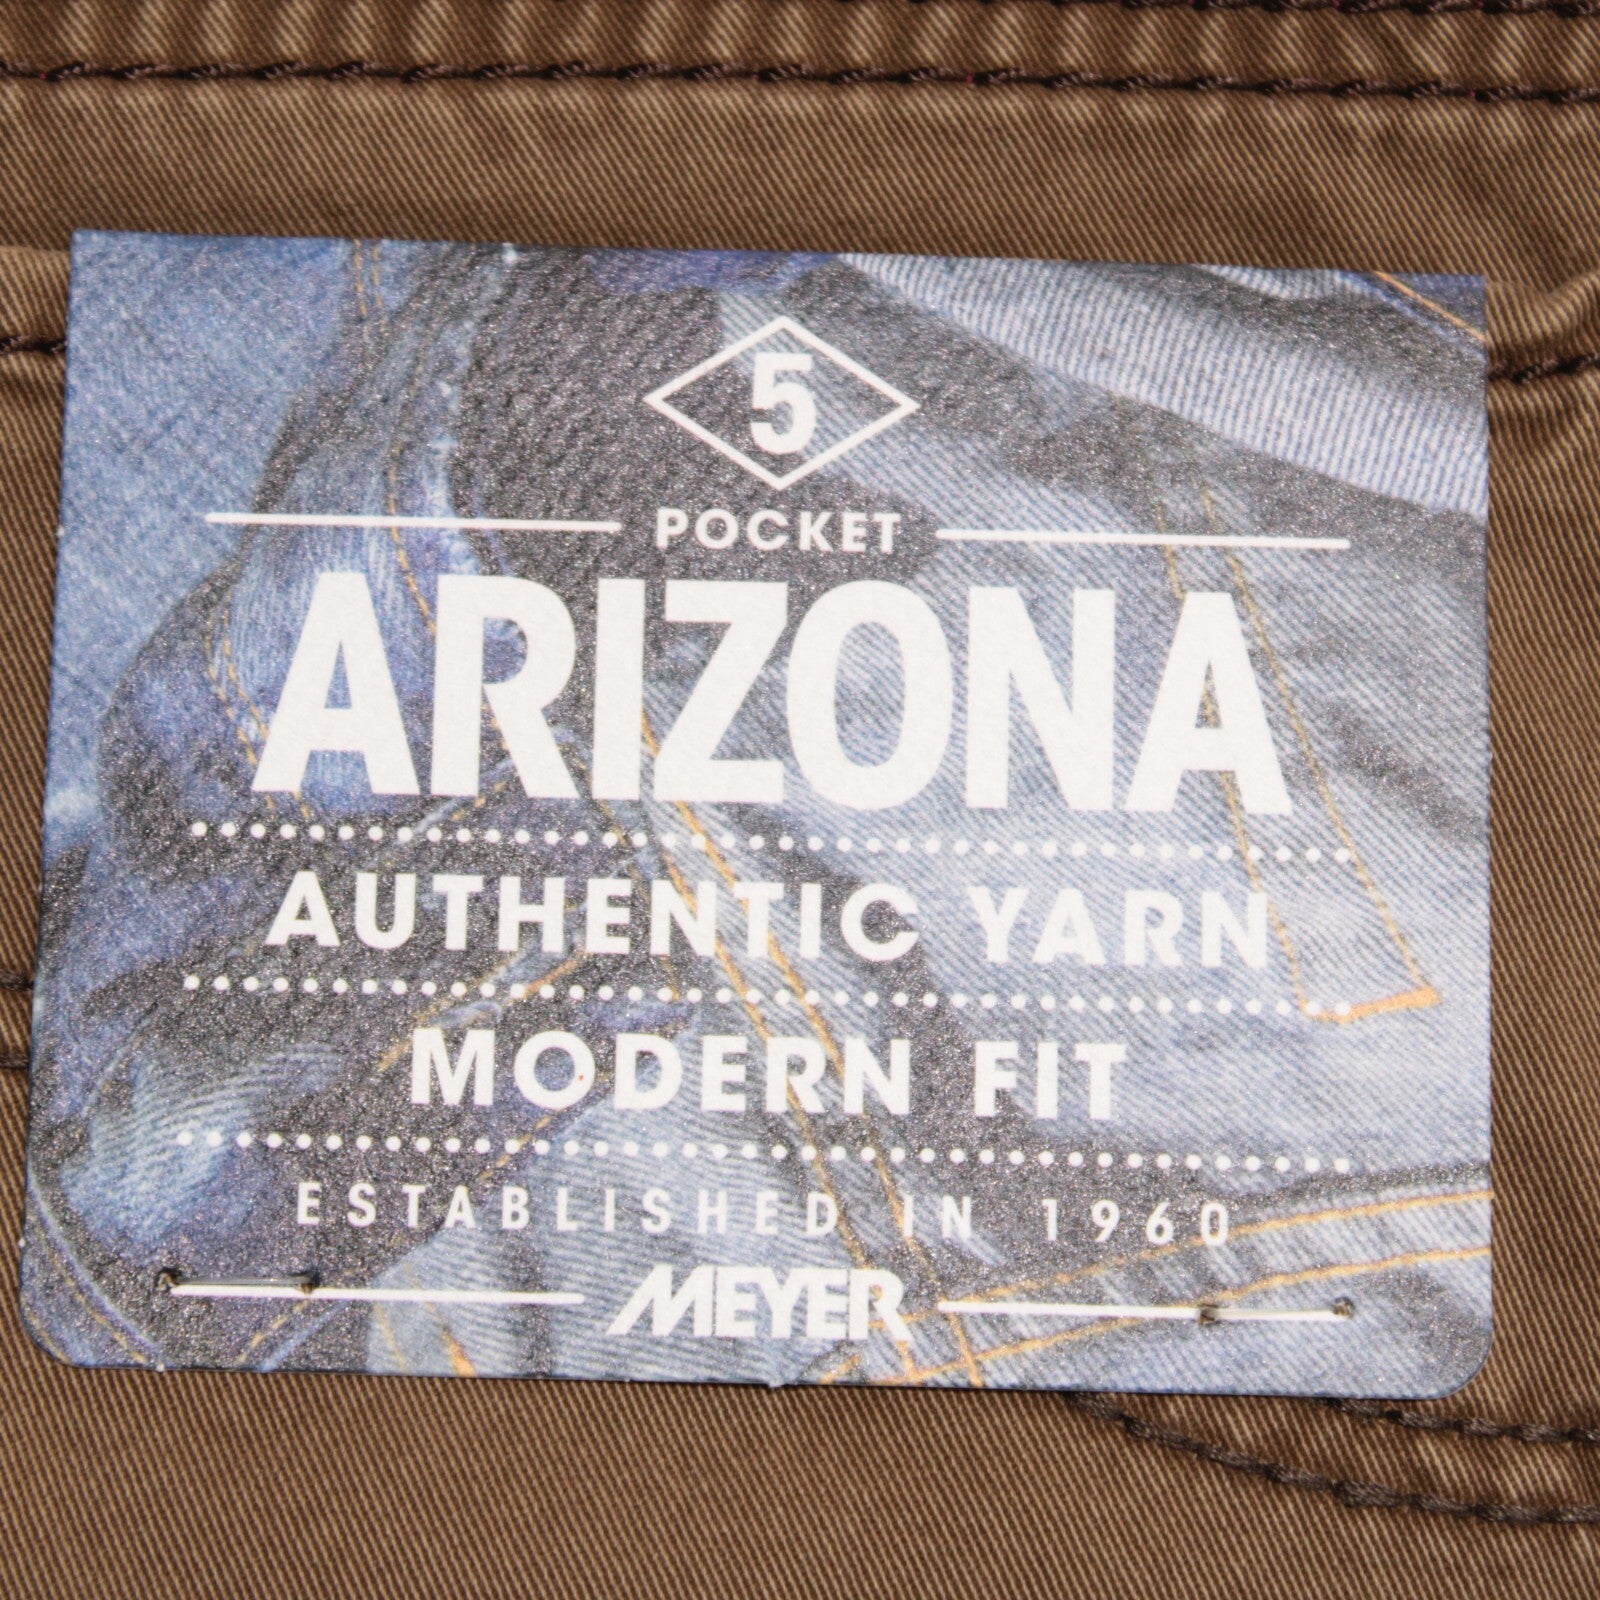 5
POCKET
ARIZONA
AUTHENTIC YARN
MODERN FIT
ESTABLISHED IN 1960
MEYER